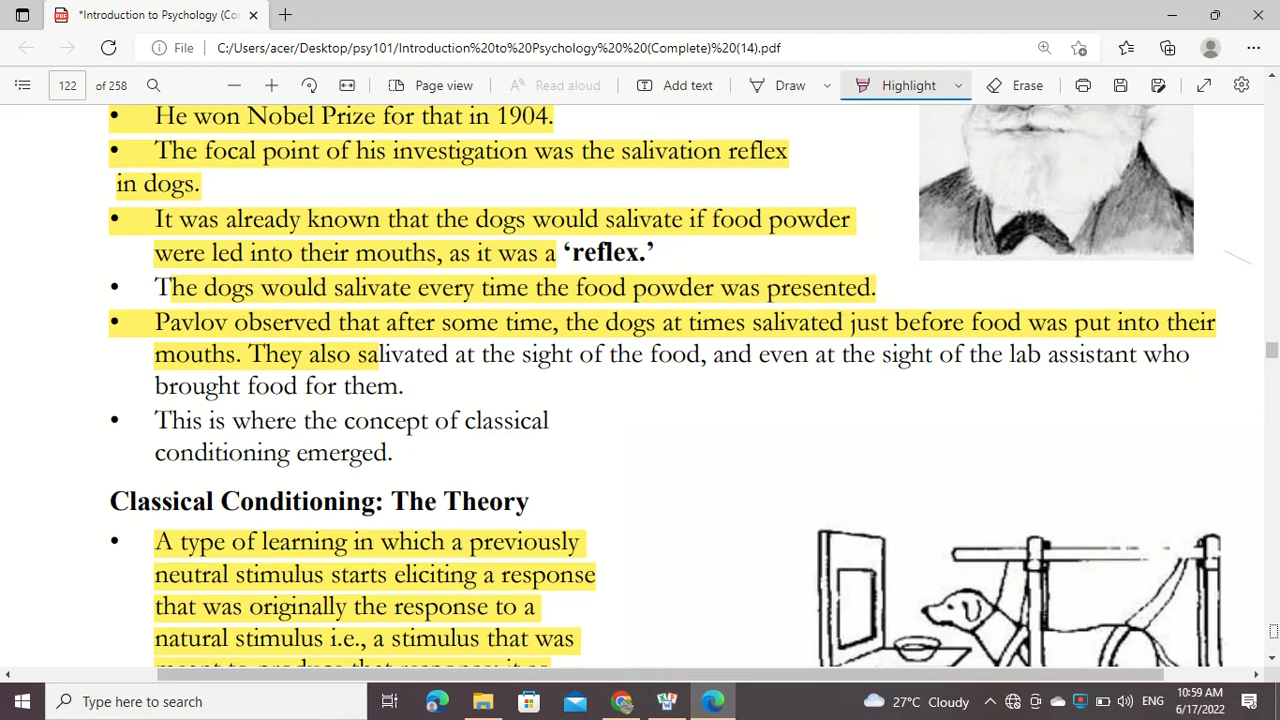 *Introduction to Psychology (Co
File
C:/Users/acer/Desktop/psy101/Introduction%20to%20Psychology%20%20(Complete)%20(14).pdf
122 of 258
Page view
Read aloud
Add text
Draw
Highlight
Erase
• He won Nobel Prize for that in 1904.
• The focal point of his investigation was the salivation reflex
in dogs.
• It was already known that the dogs would salivate if food powder
were led into their mouths, as it was a ‘reflex.’
• The dogs would salivate every time the food powder was presented.
• Pavlov observed that after some time, the dogs at times salivated just before food was put into their
mouths. They also salivated at the sight of the food, and even at the sight of the lab assistant who
brought food for them.
• This is where the concept of classical
conditioning emerged.
Classical Conditioning: The Theory
• A type of learning in which a previously
neutral stimulus starts eliciting a response
that was originally the response to a
natural stimulus i.e., a stimulus that was
Type here to search
27°C Cloudy
ENG
10:59 AM
6/17/2022